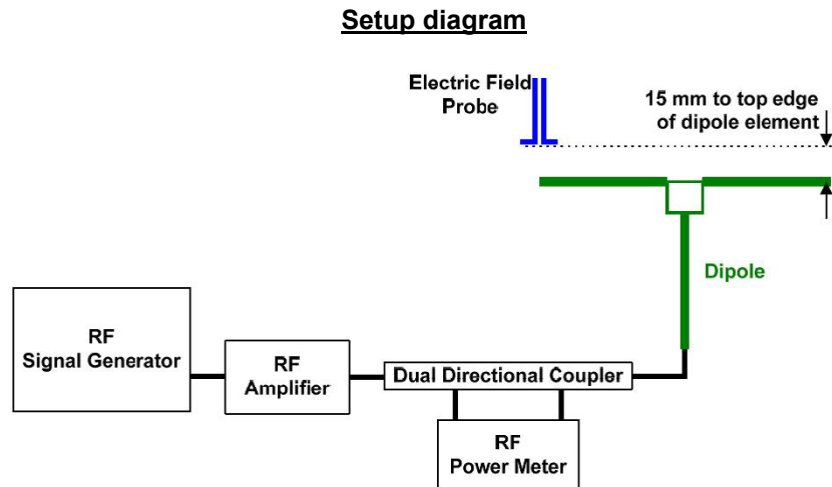 Setup diagram
Electric Field
Probe
15 mm to top edge
of dipole element
Dipole
RF
Signal Generator
RF
Amplifier
Dual Directional Coupler
RF
Power Meter